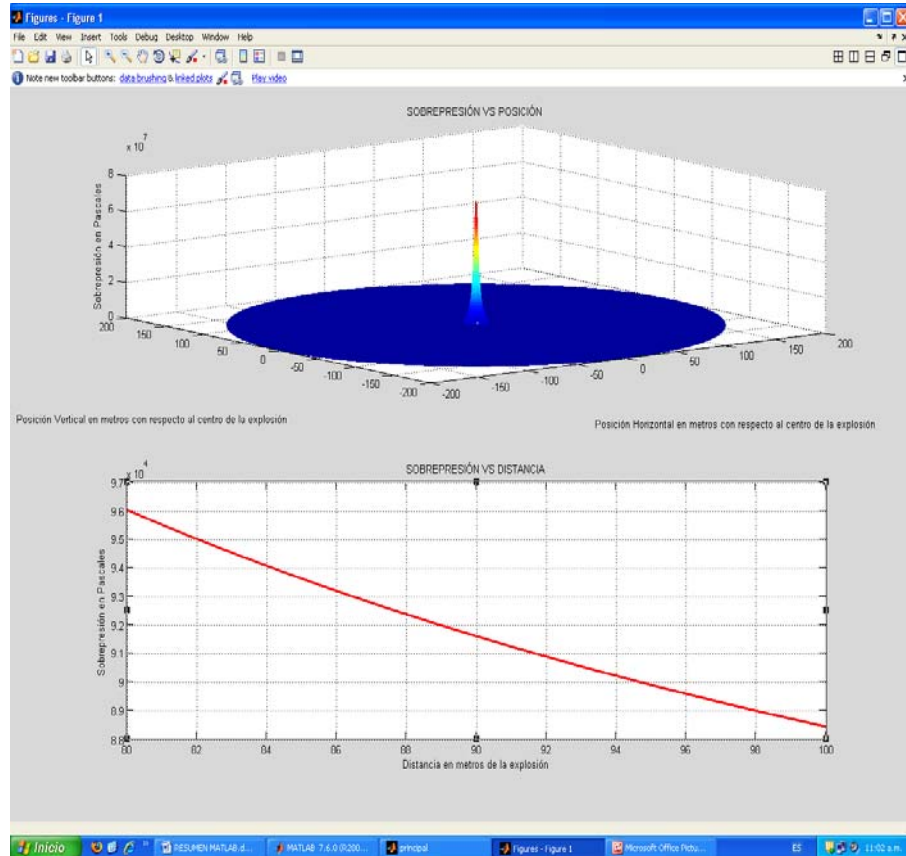 Figures - Figure 1
File Edit View Insert Tools Debug Desktop Window Help
Note new toolbar buttons: data brushing & linked plots Play video
SOBREPRESIÓN VS POSICIÓN
x 10 7
Sobrepresión en Pascales
8
6
4
2
0
200 150 100 50 0 -50 -100 -150 -200
-200 -150 -100 -50 0 50 100 150 200
Posición Vertical en metros con respecto al centro de la explosión
Posición Horizontal en metros con respecto al centro de la explosión
SOBREPRESIÓN VS DISTANCIA
x 10 4
Sobrepresión en Pascales
9.7
9.6
9.5
9.4
9.3
9.2
9.1
9
8.9
8.8
80 82 84 86 88 90 92 94 96 98 100
Distancia en metros de la explosión
Inicio RESUMEN MATLAB.d... MATLAB 7.6.0 (R200... principal Figures - Figure 1 Microsoft Office Pictu... ES 11:02 a.m.